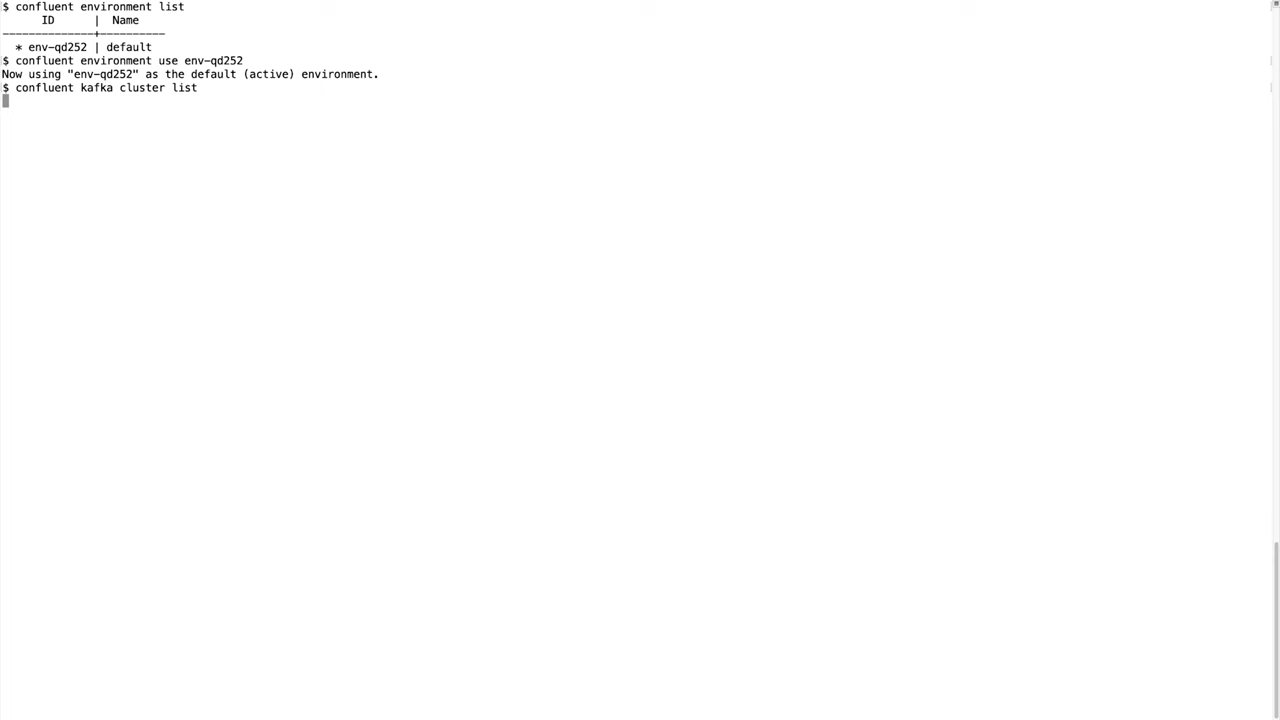 $ confluent environment list
      ID      |   Name
--------------+----------
  * env-qd252 | default
$ confluent environment use env-qd252
Now using "env-qd252" as the default (active) environment.
$ confluent kafka cluster list